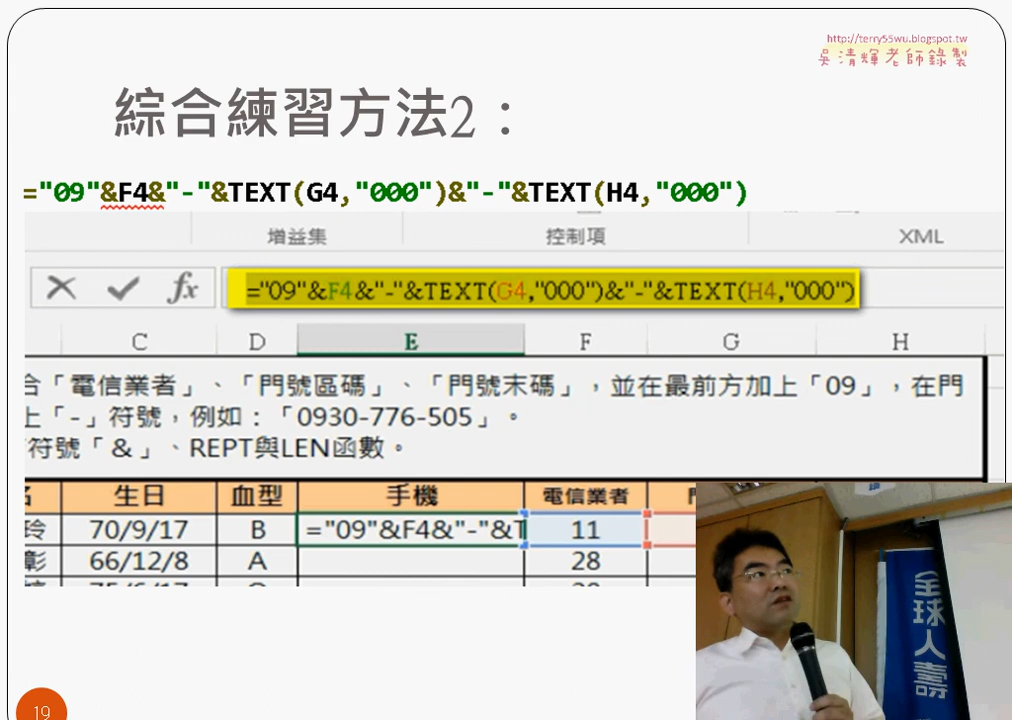 http://terry55wu.blogspot.tw
吳清輝老師錄製
綜合練習方法2：
="09"&F4&"-"&TEXT(G4,"000")&"-"&TEXT(H4,"000")
增益集 控制項 XML
fx ="09"&F4&"-"&TEXT(G4,"000")&"-"&TEXT(H4,"000")
C D E F G H
合「電信業者」、「門號區碼」、「門號末碼」，並在最前方加上「09」，在門
上「-」符號，例如：「0930-776-505」。
符號「&」、REPT與LEN函數。
名 生日 血型 手機 電信業者
玲 70/9/17 B ="09"&F4&"-"&T 11
彰 66/12/8 A 28
全球人壽
19